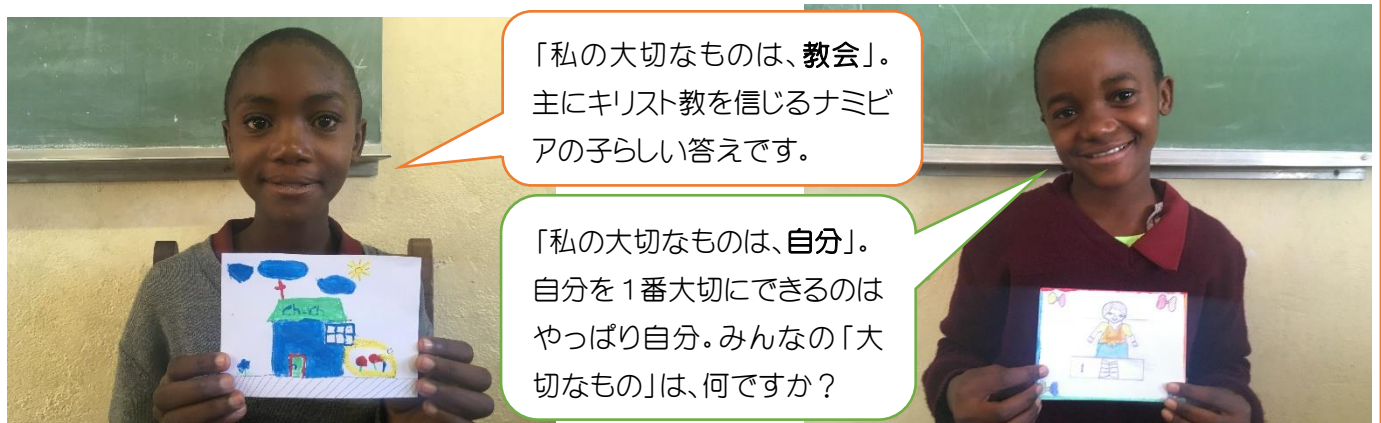 「私の大切なものは、教会」。
主にキリスト教を信じるナミビ
アの子らしい答えです。
「私の大切なものは、自分」。
自分を1番大切にできるのは
やっぱり自分。みんなの「大
切なもの」は、何ですか？